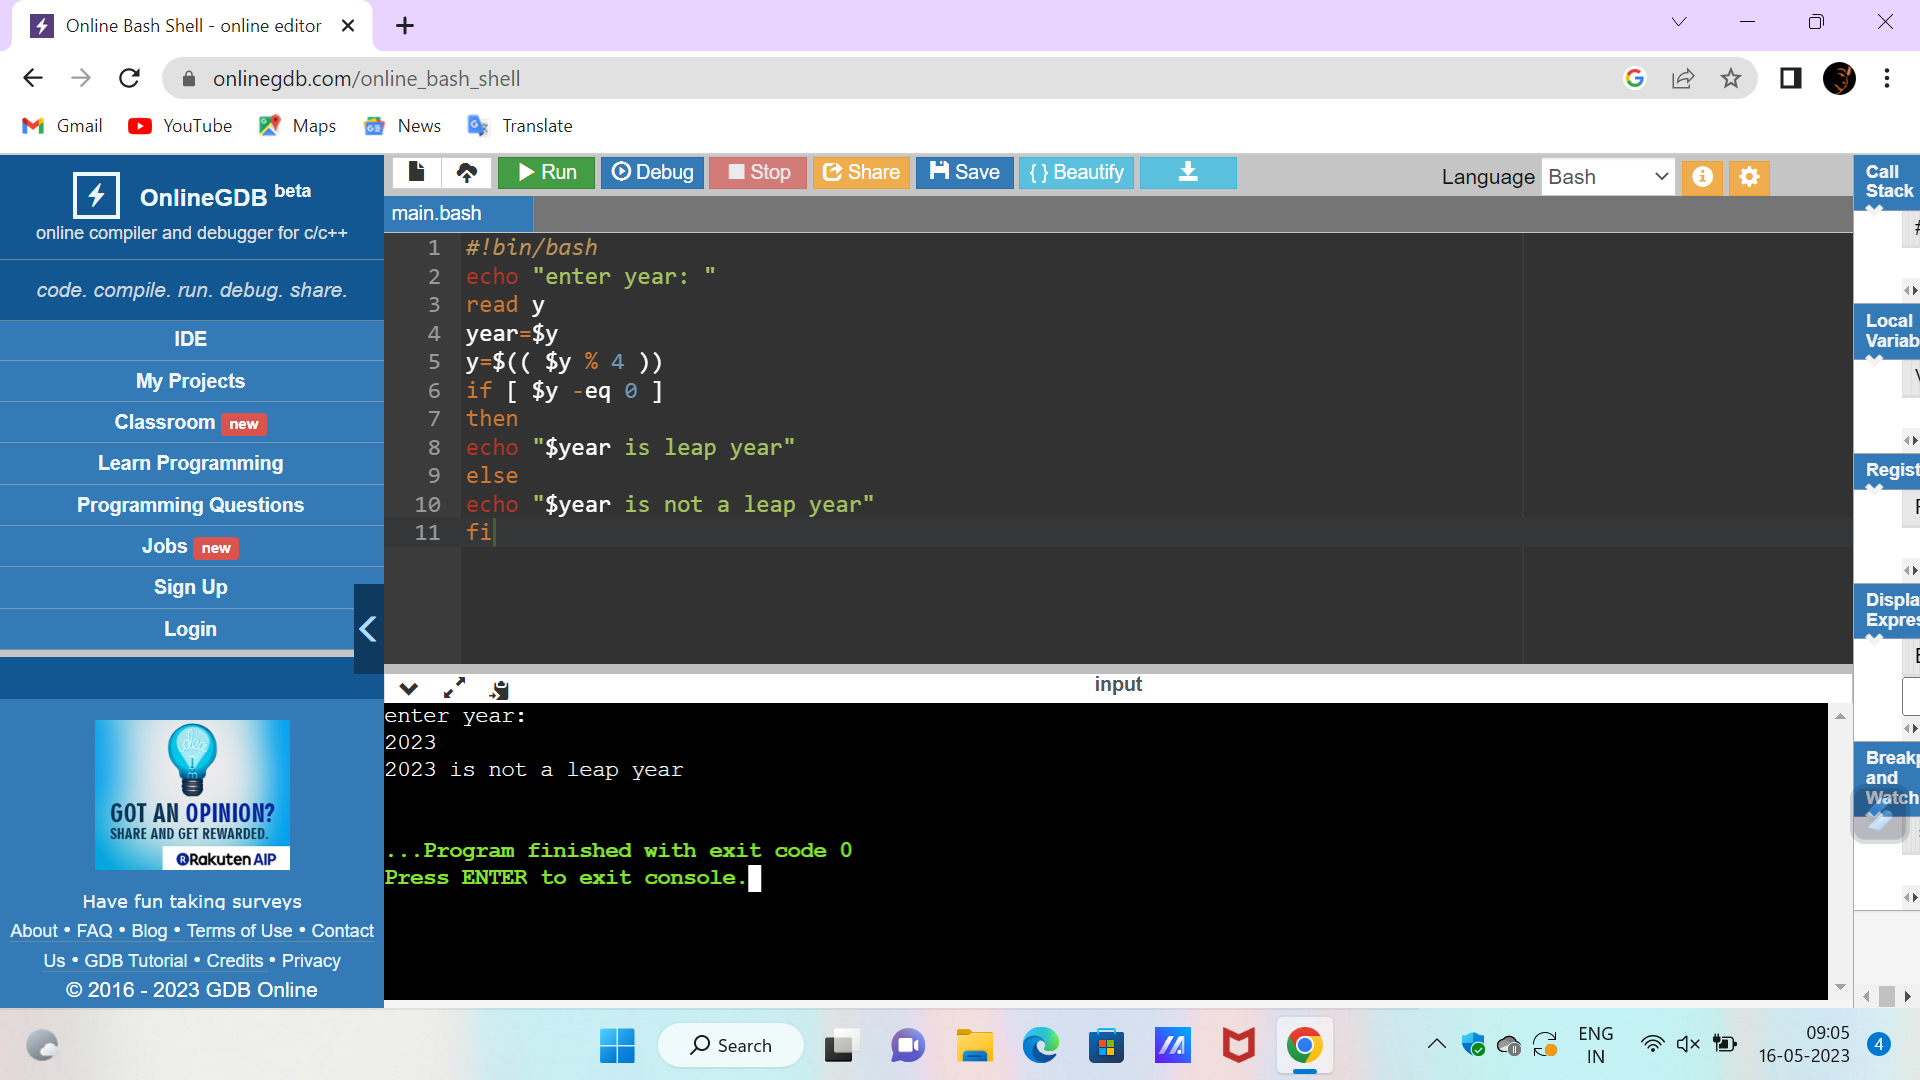 Online Bash Shell - online editor
onlinegdb.com/online_bash_shell
Gmail YouTube Maps News Translate
OnlineGDB beta
online compiler and debugger for c/c++
code. compile. run. debug. share.
IDE
My Projects
Classroom new
Learn Programming
Programming Questions
Jobs new
Sign Up
Login
GOT AN OPINION?
SHARE AND GET REWARDED.
Rakuten AIP
Have fun taking surveys
About • FAQ • Blog • Terms of Use • Contact
Us • GDB Tutorial • Credits • Privacy
© 2016 - 2023 GDB Online
Run Debug Stop Share Save { } Beautify
Language Bash
main.bash
1 #!bin/bash
2 echo "enter year: "
3 read y
4 year=$y
5 y=$(( $y % 4 ))
6 if [ $y -eq 0 ]
7 then
8 echo "$year is leap year"
9 else
10 echo "$year is not a leap year"
11 fi
input
enter year:
2023
2023 is not a leap year
...Program finished with exit code 0
Press ENTER to exit console.
Call
Stack
#
Local
Variab
Regist
Displa
Expres
Breakp
and
Watch
Search
ENG
IN
09:05
16-05-2023
4